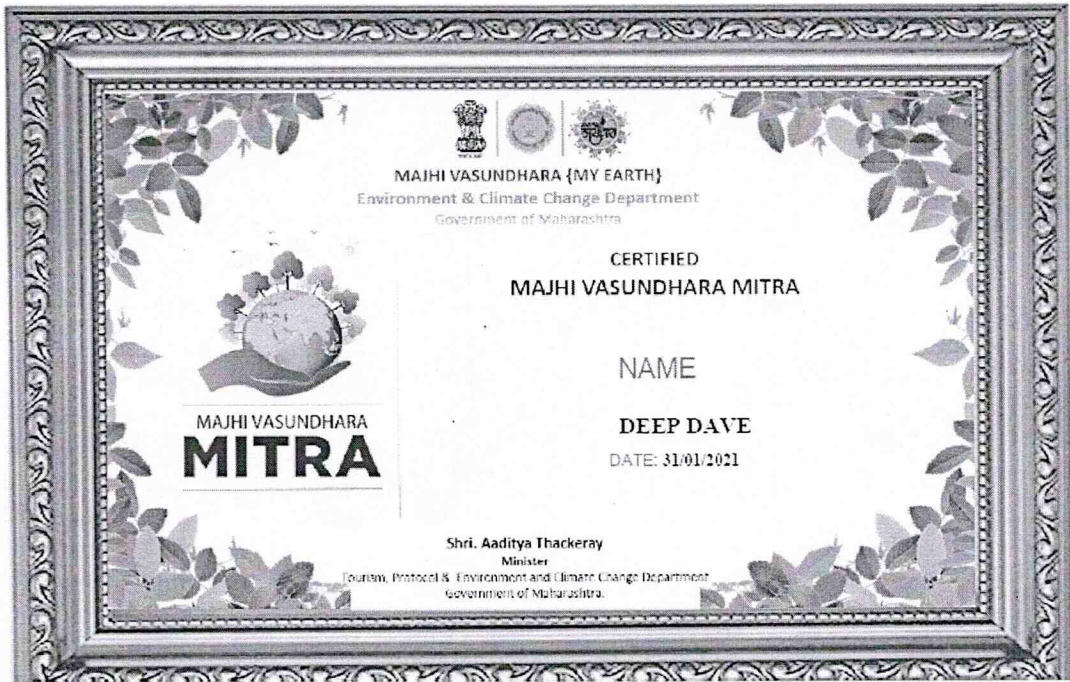 MAJHI VASUNDHARA {MY EARTH}
Environment & Climate Change Department
Government of Maharashtra
CERTIFIED
MAJHI VASUNDHARA MITRA
NAME
DEEP DAVE
DATE: 31/01/2021
MAJHI VASUNDHARA
MITRA
Shri. Aaditya Thackeray
Minister
Tourism, Protocol & Environment and Climate Change Department
Government of Maharashtra.